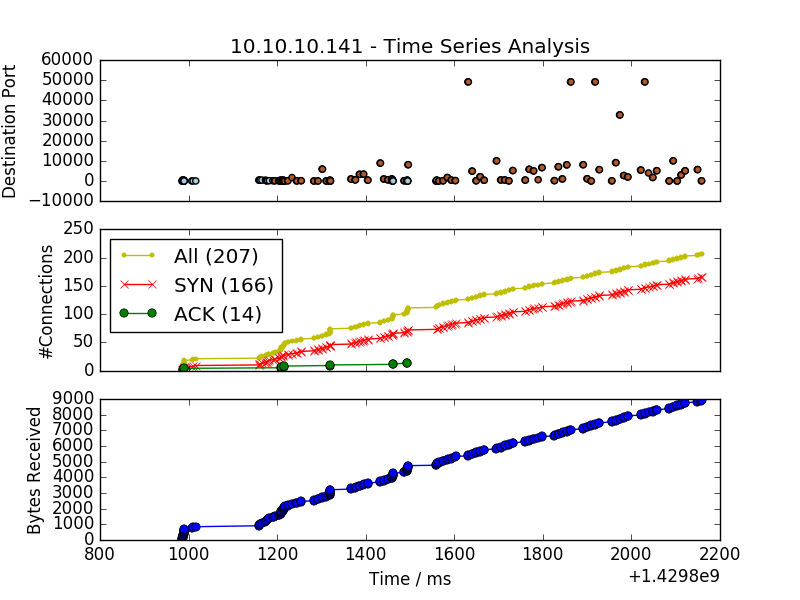 10.10.10.141 - Time Series Analysis
Destination Port
60000
50000
40000
30000
20000
10000
0
−10000
#Connections
250
200
150
100
50
0
All (207)
SYN (166)
ACK (14)
Bytes Received
9000
8000
7000
6000
5000
4000
3000
2000
1000
0
800 1000 1200 1400 1600 1800 2000 2200
Time / ms
+1.4298e9